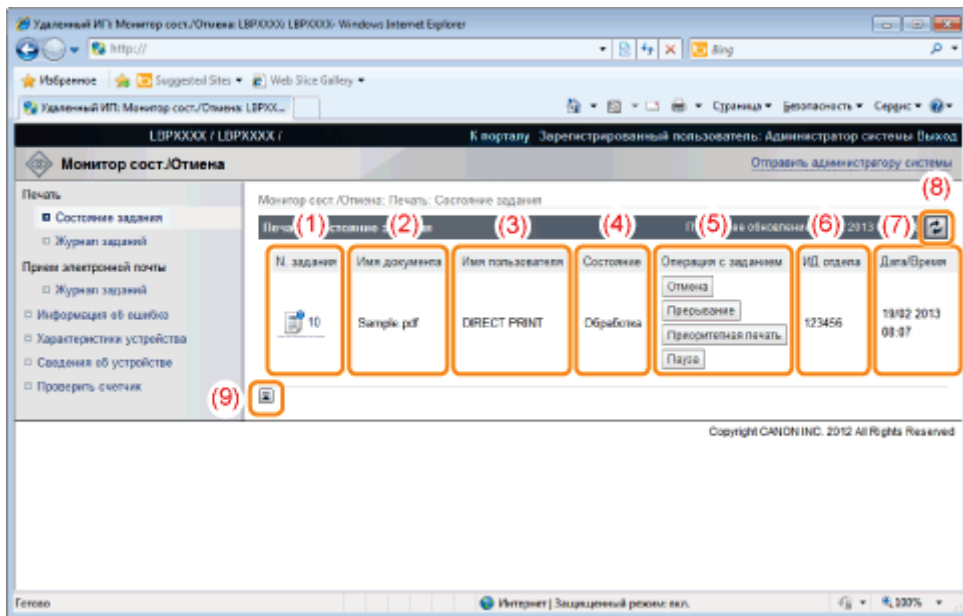 Удаленный ИП: Монитор сост./Отмена: LBPXXXX: LBPXXXX - Windows Internet Explorer
http://
Bing
Избранное Suggested Sites Web Slice Gallery
Удаленный ИП: Монитор сост./Отмена: LBPXX...
Страница Безопасность Сервис
LBPXXXX / LBPXXXX /
К порталу Зарегистрированный пользователь: Администратор системы Выход
Монитор сост./Отмена
Отправить администратору системы
(8)
Печать
Состояние задания
Журнал заданий
Прием электронной почты
Журнал заданий
Информация об ошибке
Характеристики устройства
Сведения об устройстве
Проверить счетчик
Монитор сост./Отмена: Печать: Состояние задания
(1) (2) (3) (4) (5) (6) (7)
N. задания Имя документа Имя пользователя Состояние Операция с заданием ИД отдела Дата/Время
10 Sample.pdf DIRECT PRINT Обработка
Отмена
Прерывание
Приоритетная печать
Пауза
123456
19/02 2013
08:07
(9)
Copyright CANON INC. 2012 All Rights Reserved
Готово
Интернет | Защищенный режим: вкл.
100%